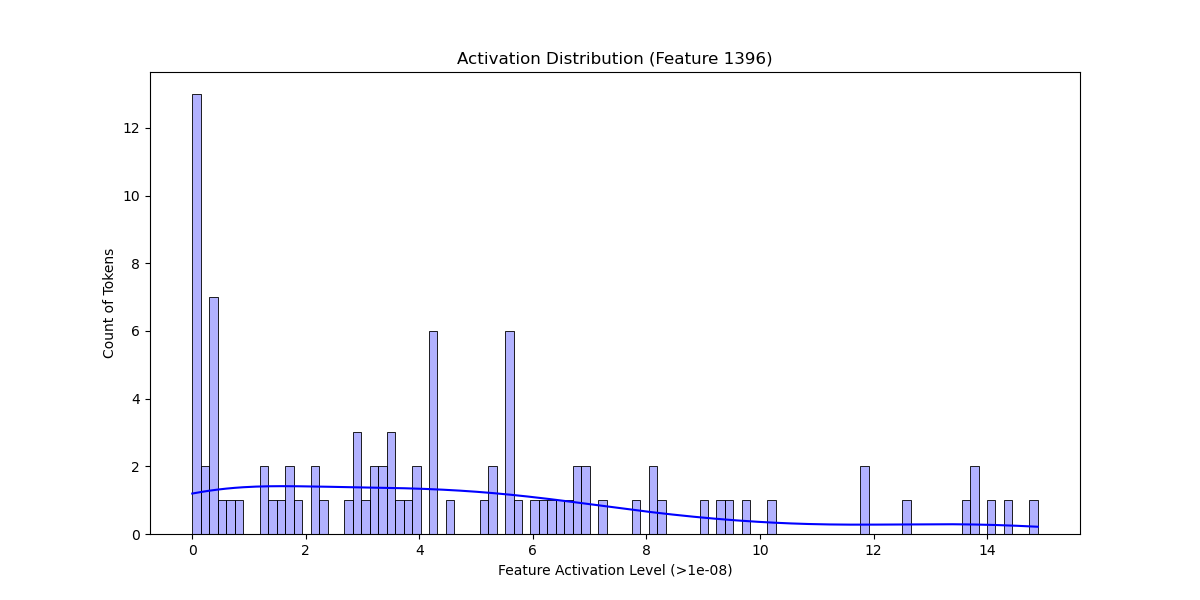 Activation Distribution (Feature 1396)
Count of Tokens
12
10
8
6
4
2
0
0 2 4 6 8 10 12 14
Feature Activation Level (>1e-08)